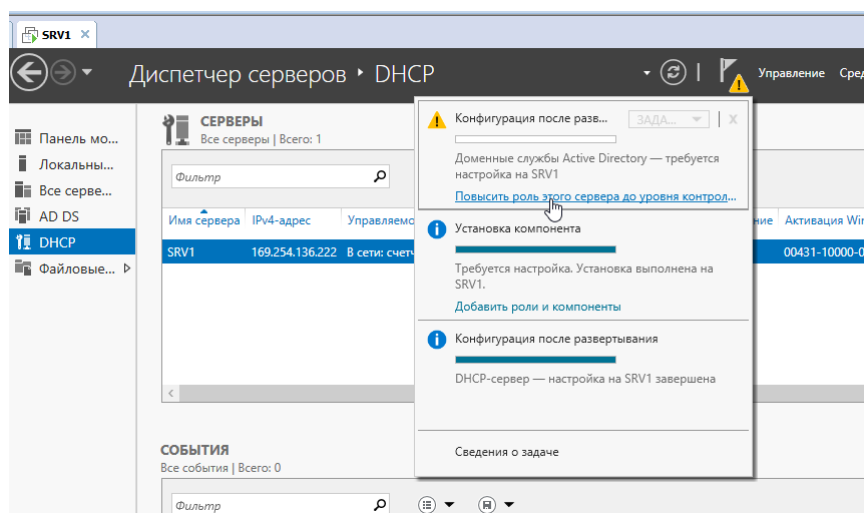 SRV1 ×
Диспетчер серверов ‣ DHCP
Управление Сред
Панель мо...
Локальны...
Все серве...
AD DS
DHCP
Файловые...
СЕРВЕРЫ
Все серверы | Всего: 1
Фильтр
Имя сервера IPv4-адрес Управляемо
ние Активация Wir
SRV1 169.254.136.222 В сети: счетч
00431-10000-0
Конфигурация после разв... ЗАДА... X
Доменные службы Active Directory — требуется
настройка на SRV1
Повысить роль этого сервера до уровня контрол...
Установка компонента
Требуется настройка. Установка выполнена на
SRV1.
Добавить роли и компоненты
Конфигурация после развертывания
DHCP-сервер — настройка на SRV1 завершена
Сведения о задаче
СОБЫТИЯ
Все события | Всего: 0
Фильтр